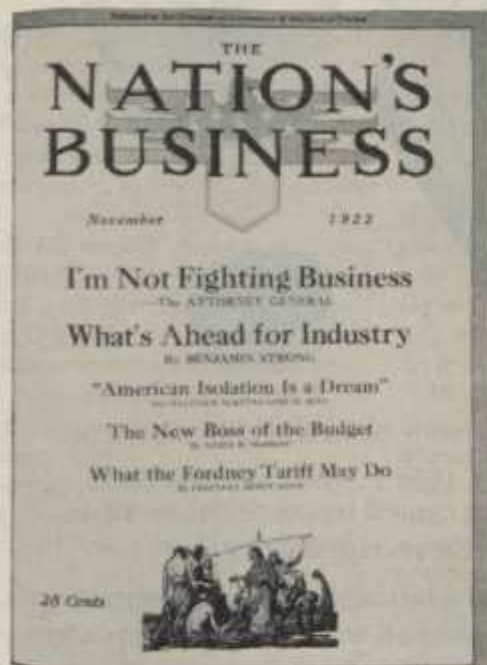 THE
NATION'S
BUSINESS
November 1922
I'm Not Fighting Business
—The ATTORNEY GENERAL
What's Ahead for Industry
By BENJAMIN STRONG
"American Isolation Is a Dream"
The New Boss of the Budget
What the Fordney Tariff May Do
25 Cents